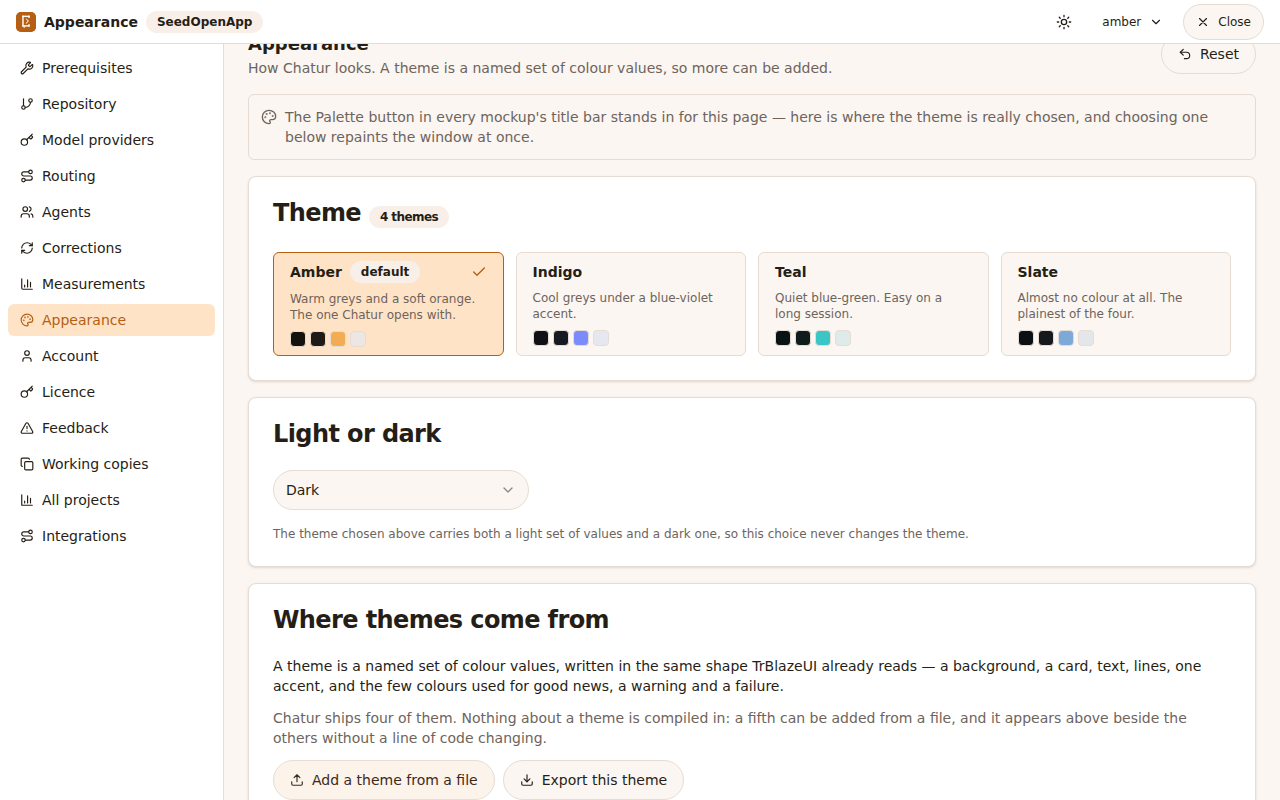 Appearance SeedOpenApp amber Close
Prerequisites
Repository
Model providers
Routing
Agents
Corrections
Measurements
Appearance
Account
Licence
Feedback
Working copies
All projects
Integrations
Appearance
How Chatur looks. A theme is a named set of colour values, so more can be added.
Reset
The Palette button in every mockup's title bar stands in for this page — here is where the theme is really chosen, and choosing one
below repaints the window at once.
Theme 4 themes
Amber default
Warm greys and a soft orange.
The one Chatur opens with.
Indigo
Cool greys under a blue-violet
accent.
Teal
Quiet blue-green. Easy on a
long session.
Slate
Almost no colour at all. The
plainest of the four.
Light or dark
Dark
The theme chosen above carries both a light set of values and a dark one, so this choice never changes the theme.
Where themes come from
A theme is a named set of colour values, written in the same shape TrBlazeUI already reads — a background, a card, text, lines, one
accent, and the few colours used for good news, a warning and a failure.
Chatur ships four of them. Nothing about a theme is compiled in: a fifth can be added from a file, and it appears above beside the
others without a line of code changing.
Add a theme from a file Export this theme